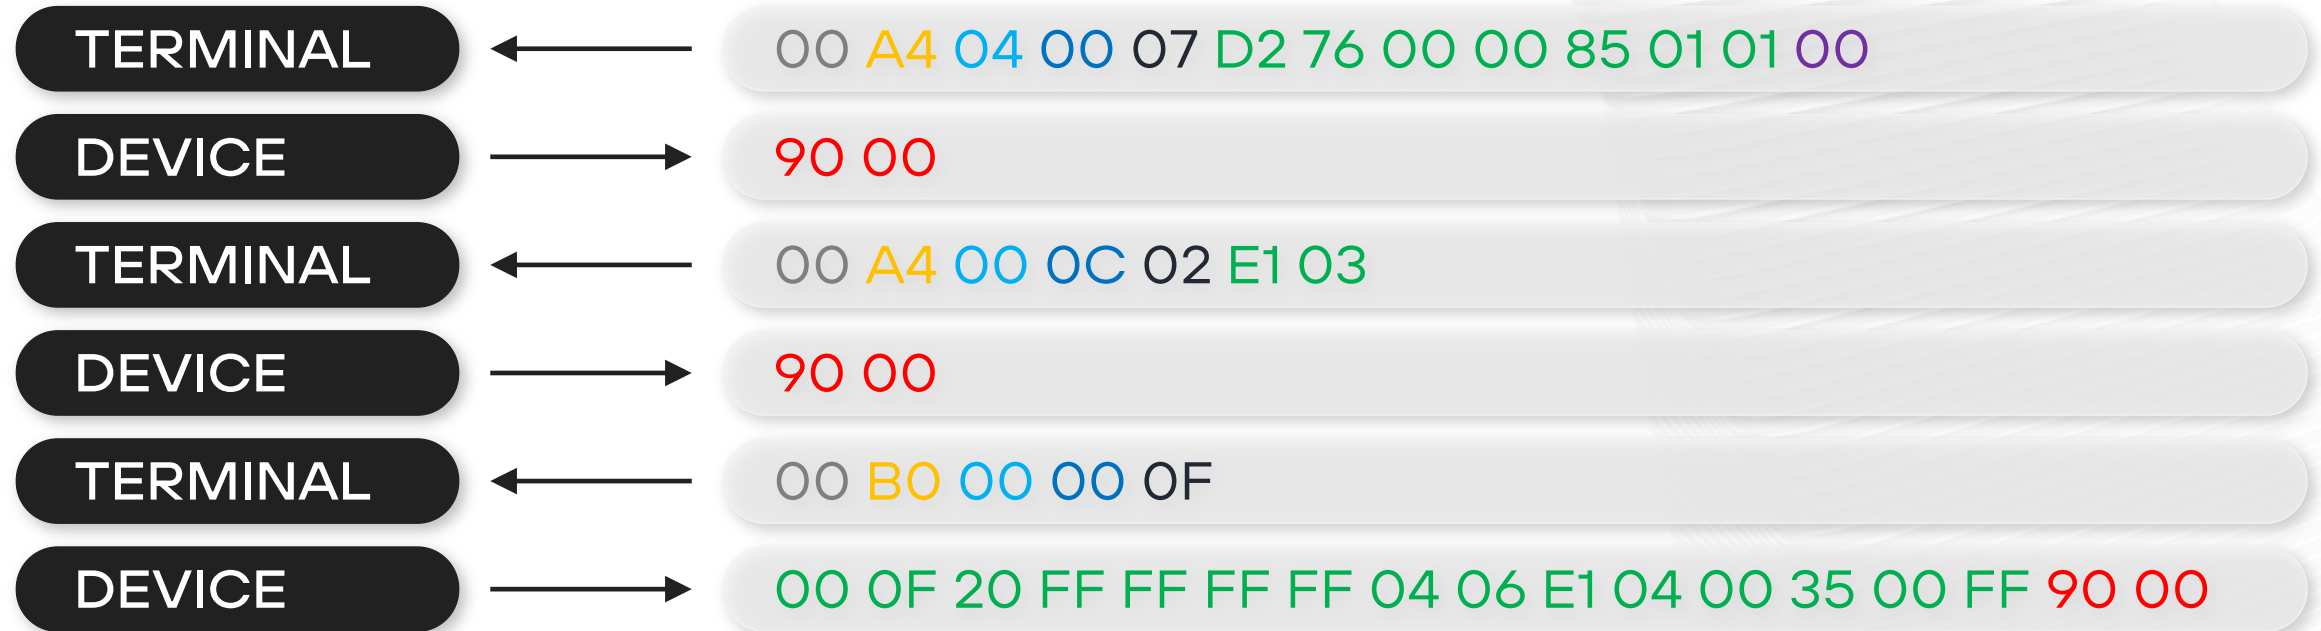 TERMINAL 00 A4 04 00 07 D2 76 00 00 85 01 01 00
DEVICE 90 00
TERMINAL 00 A4 00 0C 02 E1 03
DEVICE 90 00
TERMINAL 00 B0 00 00 0F
DEVICE 00 0F 20 FF FF FF FF 04 06 E1 04 00 35 00 FF 90 00